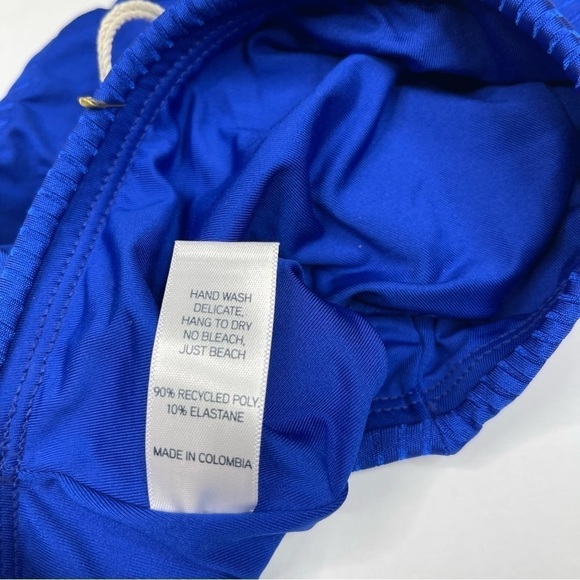 HAND WASH
DELICATE,
HANG TO DRY
NO BLEACH,
JUST BEACH
90% RECYCLED POLY.
10% ELASTANE
MADE IN COLOMBIA